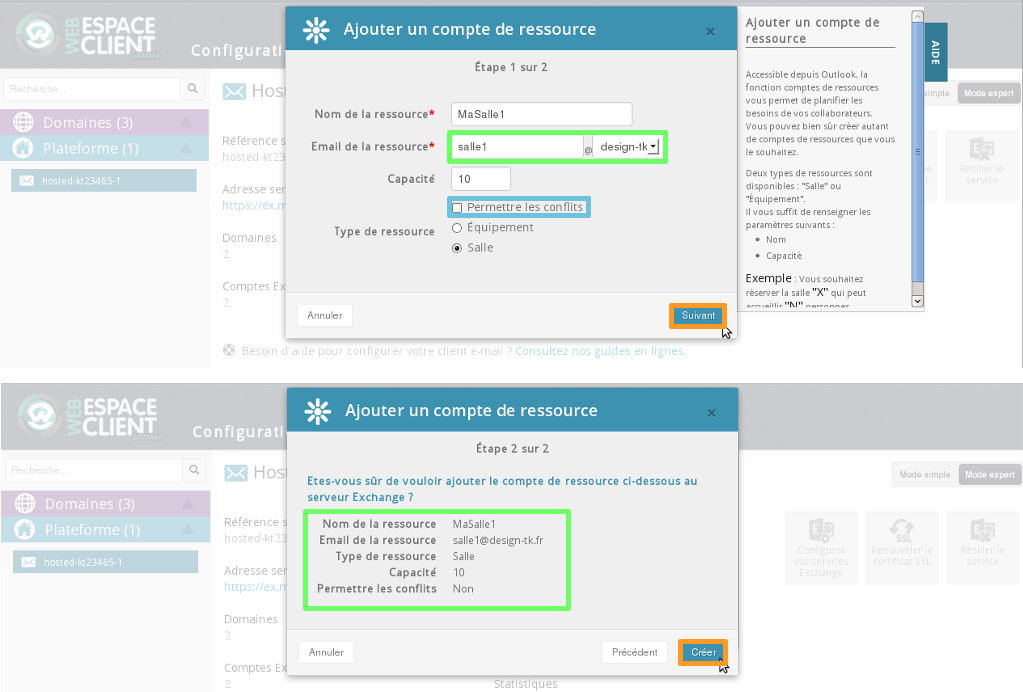 WEB ESPACE
CLIENT
GAMMA
Configurati
Recherche...
Domaines (3)
Plateforme (1)
hosted-kt23465-1
Hos
Référence s
hosted-kt23
Adresse ser
https://ex.m
Domaines
2
Comptes Ex
2
Besoin d'aide pour configurer votre client e-mail ? Consultez nos guides en lignes.
Ajouter un compte de ressource
×
Étape 1 sur 2
Nom de la ressource* MaSalle1
Email de la ressource* salle1 @ design-tk
Capacité 10
Permettre les conflits
Type de ressource
Équipement
Salle
Annuler
Suivant
Ajouter un compte de
ressource
Accessible depuis Outlook, la
fonction comptes de ressources
vous permet de planifier les
besoins de vos collaborateurs.
Vous pouvez bien sûr créer autant
de comptes de ressources que vous
le souhaitez.
Deux types de ressources sont
disponibles : "Salle" ou
"Équipement".
Il vous suffit de renseigner les
paramètres suivants :
• Nom
• Capacité
Exemple : Vous souhaitez
réserver la salle "X" qui peut
accueillir "N" personnes
AIDE
simple
Mode expert
SSL
Résilier le
service
WEB ESPACE
CLIENT
GAMMA
Configurati
Recherche...
Domaines (3)
Plateforme (1)
hosted-kt23465-1
Hos
Référence s
hosted-kt23
Adresse ser
https://ex.m
Domaines
2
Comptes Ex
2
Ajouter un compte de ressource
×
Étape 2 sur 2
Etes-vous sûr de vouloir ajouter le compte de ressource ci-dessous au
serveur Exchange ?
Nom de la ressource MaSalle1
Email de la ressource salle1@design-tk.fr
Type de ressource Salle
Capacité 10
Permettre les conflits Non
Annuler
Précédent
Créer
Statistiques
Mode simple
Mode expert
Configurer
vos services
Exchange
SSL
Renouveler le
certificat SSL
Résilier le
service